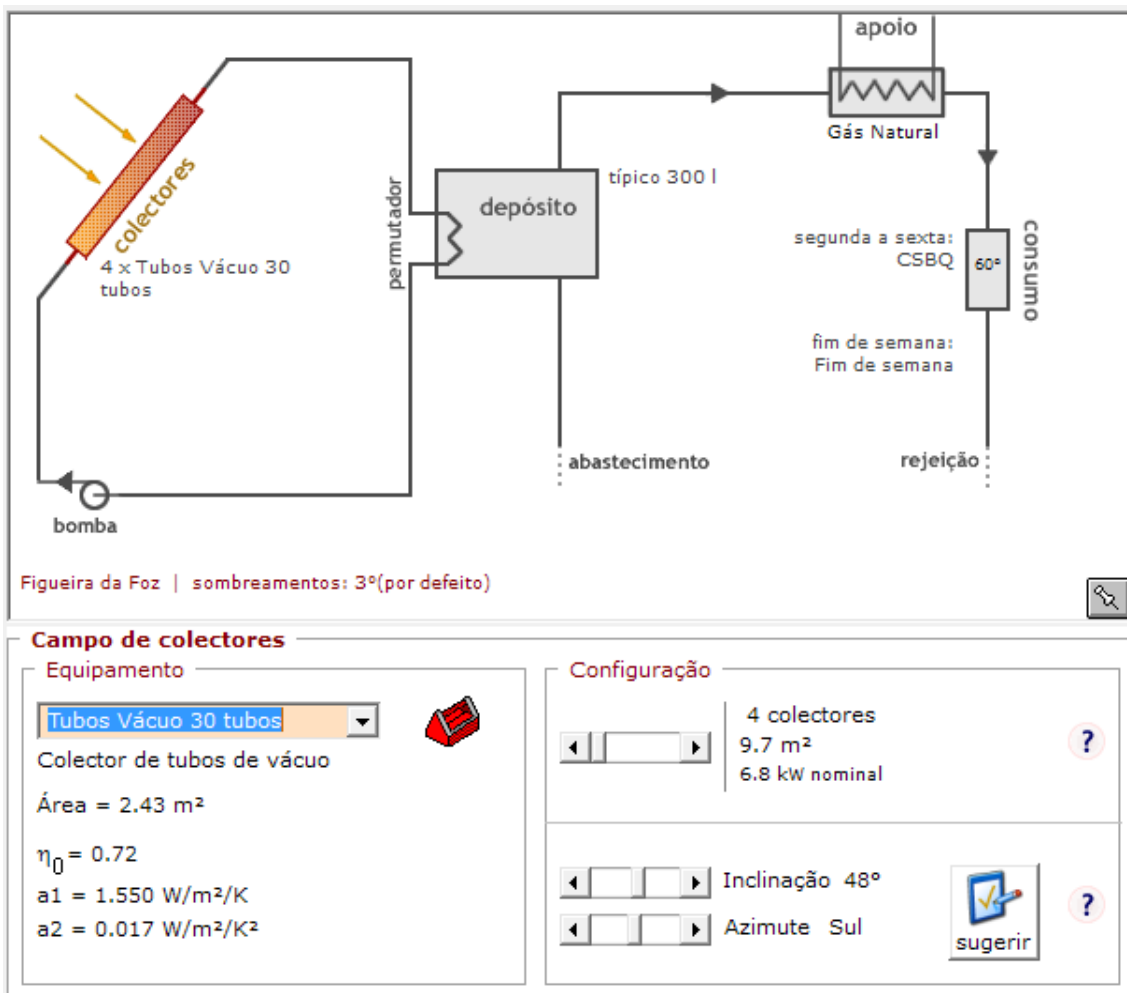 apoio
Gás Natural
colectores
4 x Tubos Vácuo 30
tubos
permutador
depósito
típico 300 l
segunda a sexta:
CSBQ
60º
consumo
fim de semana:
Fim de semana
abastecimento
rejeição
bomba
Figueira da Foz | sombreamentos: 3º(por defeito)
Campo de colectores
Equipamento
Tubos Vácuo 30 tubos
Colector de tubos de vácuo
Área = 2.43 m²
η0 = 0.72
a1 = 1.550 W/m²/K
a2 = 0.017 W/m²/K²
Configuração
4 colectores
9.7 m²
6.8 kW nominal
?
Inclinação 48º
Azimute Sul
sugerir
?